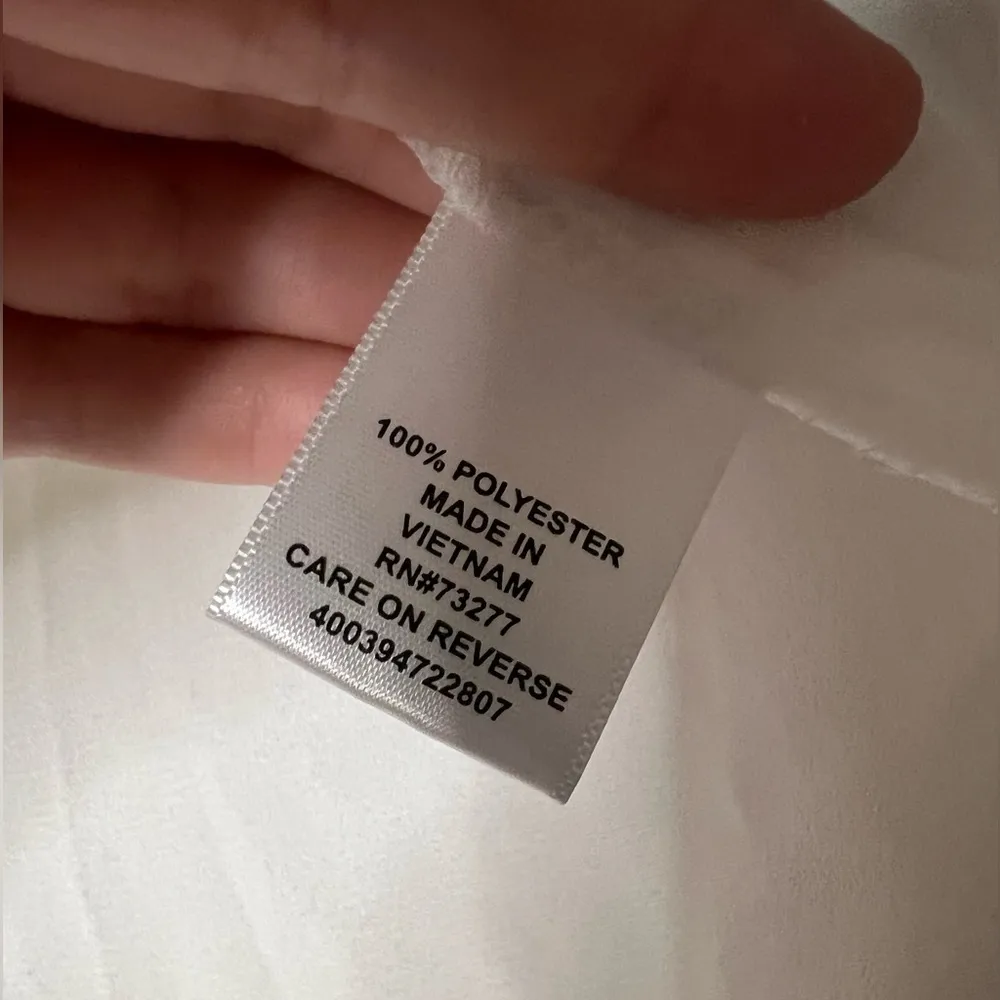 100% POLYESTER
MADE IN
VIETNAM
RN#73277
CARE ON REVERSE
400394722807